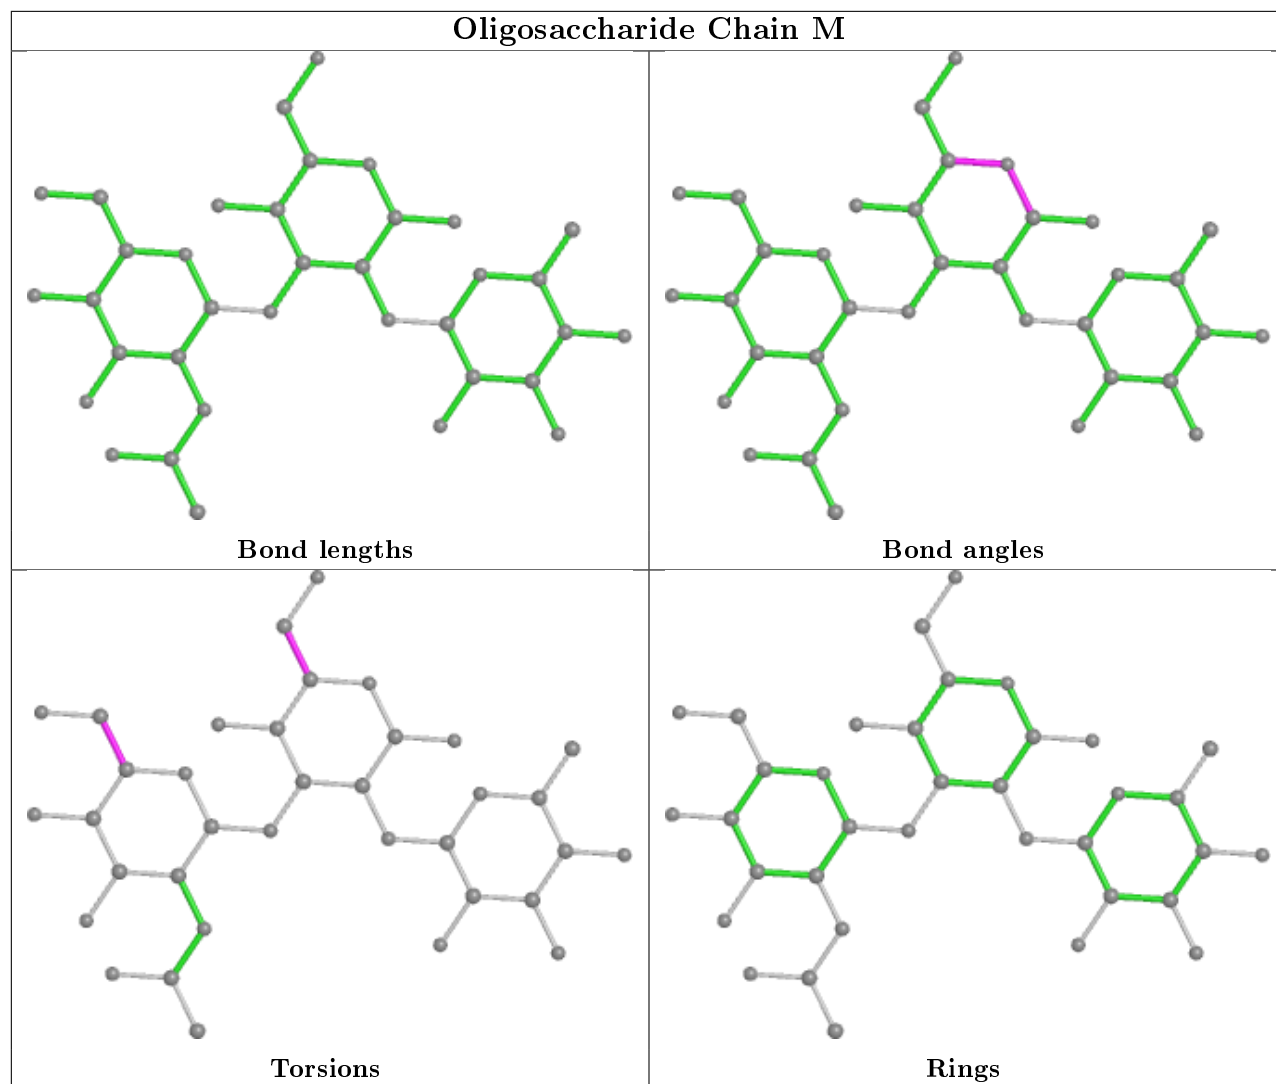 Oligosaccharide Chain M
Bond lengths
Bond angles
Torsions
Rings